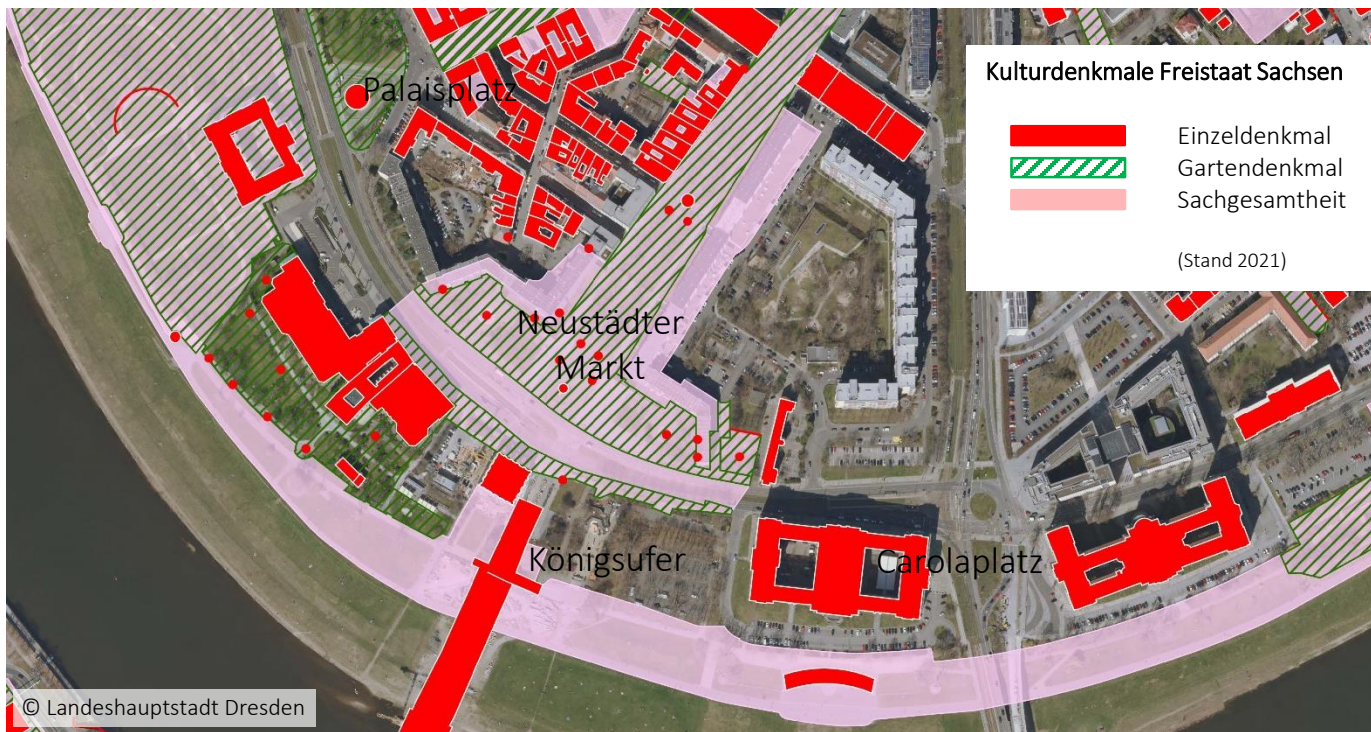 Kulturdenkmale Freistaat Sachsen
Einzeldenkmal
Gartendenkmal
Sachgesamtheit
(Stand 2021)
Palaisplatz
Neustädter
Markt
Königsufer
Carolaplatz
© Landeshauptstadt Dresden